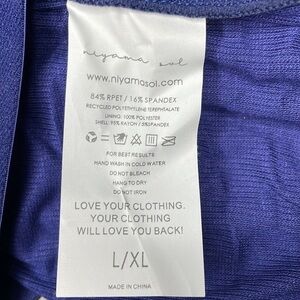 niyama sol
www.niyamasol.com
84% RPET / 16% SPANDEX
RECYCLED POLYETHYLENE TEREPHTALATE
LINING: 100% POLYESTER
SHELL: 95% RAYON / 5%SPANDEX
FOR BEST RESULTS
HAND WASH IN COLD WATER
DO NOT BLEACH
HANG TO DRY
DO NOT IRON
LOVE YOUR CLOTHING.
YOUR CLOTHING
WILL LOVE YOU BACK!
L/XL
MADE IN CHINA